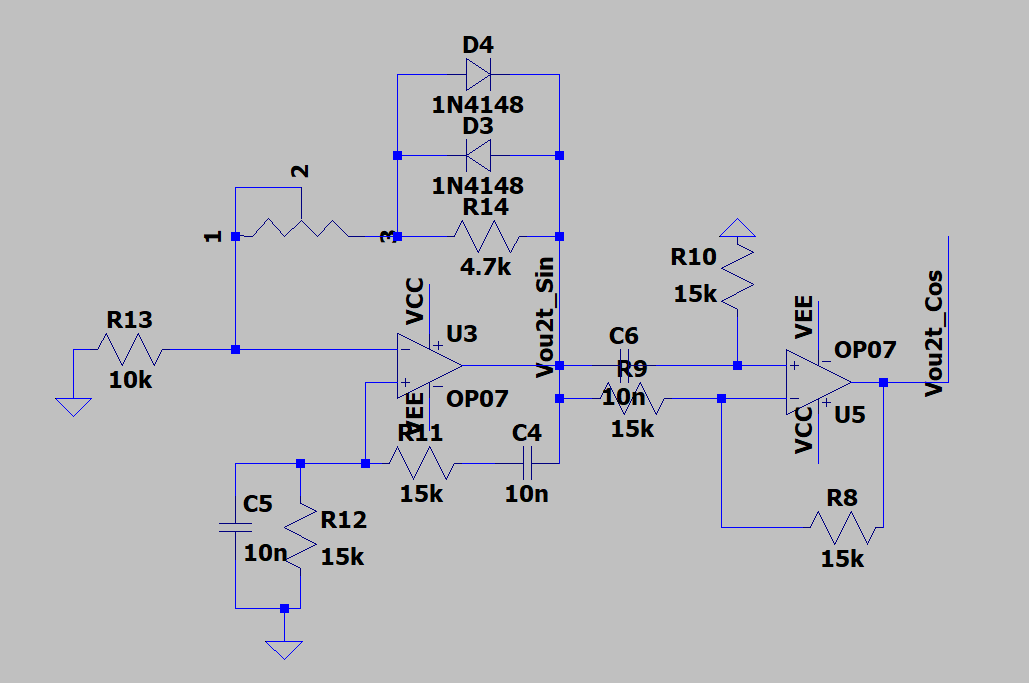 D4
1N4148
D3
1N4148
2
R14
1
3
4.7k
R10
15k
VCC
Vou2t_Sin
VEE
Vou2t_Cos
R13
10k
U3
OP07
C6
10n
R9
15k
OP07
U5
VCC
VEE
R11
15k
C4
10n
C5
10n
R12
15k
R8
15k